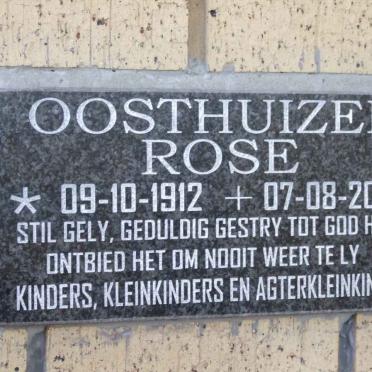 OOSTHUIZE
ROSE
* 09-10-1912 + 07-08-20
STIL GELY, GEDULDIG GESTRY TOT GOD H
ONTBIED HET OM NOOIT WEER TE LY
KINDERS, KLEINKINDERS EN AGTERKLEINKIN